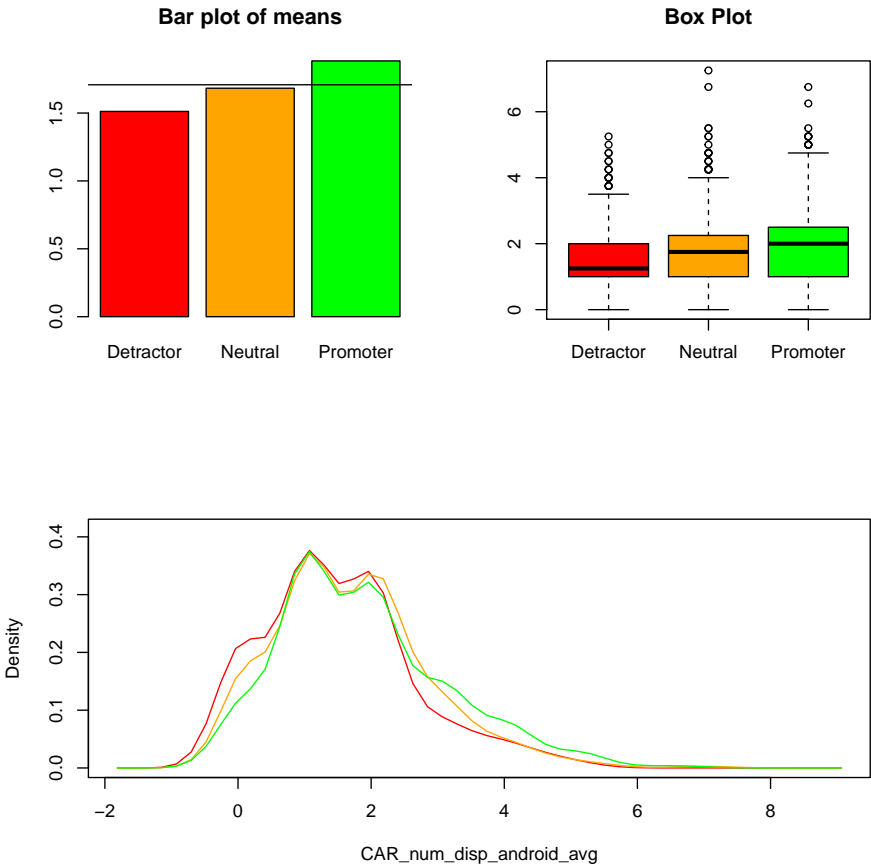 Bar plot of means
1.5
1.0
0.5
0.0
Detractor Neutral Promoter
Box Plot
6
4
2
0
Detractor Neutral Promoter
Density
0.4
0.3
0.2
0.1
0.0
−2 0 2 4 6 8
CAR_num_disp_android_avg